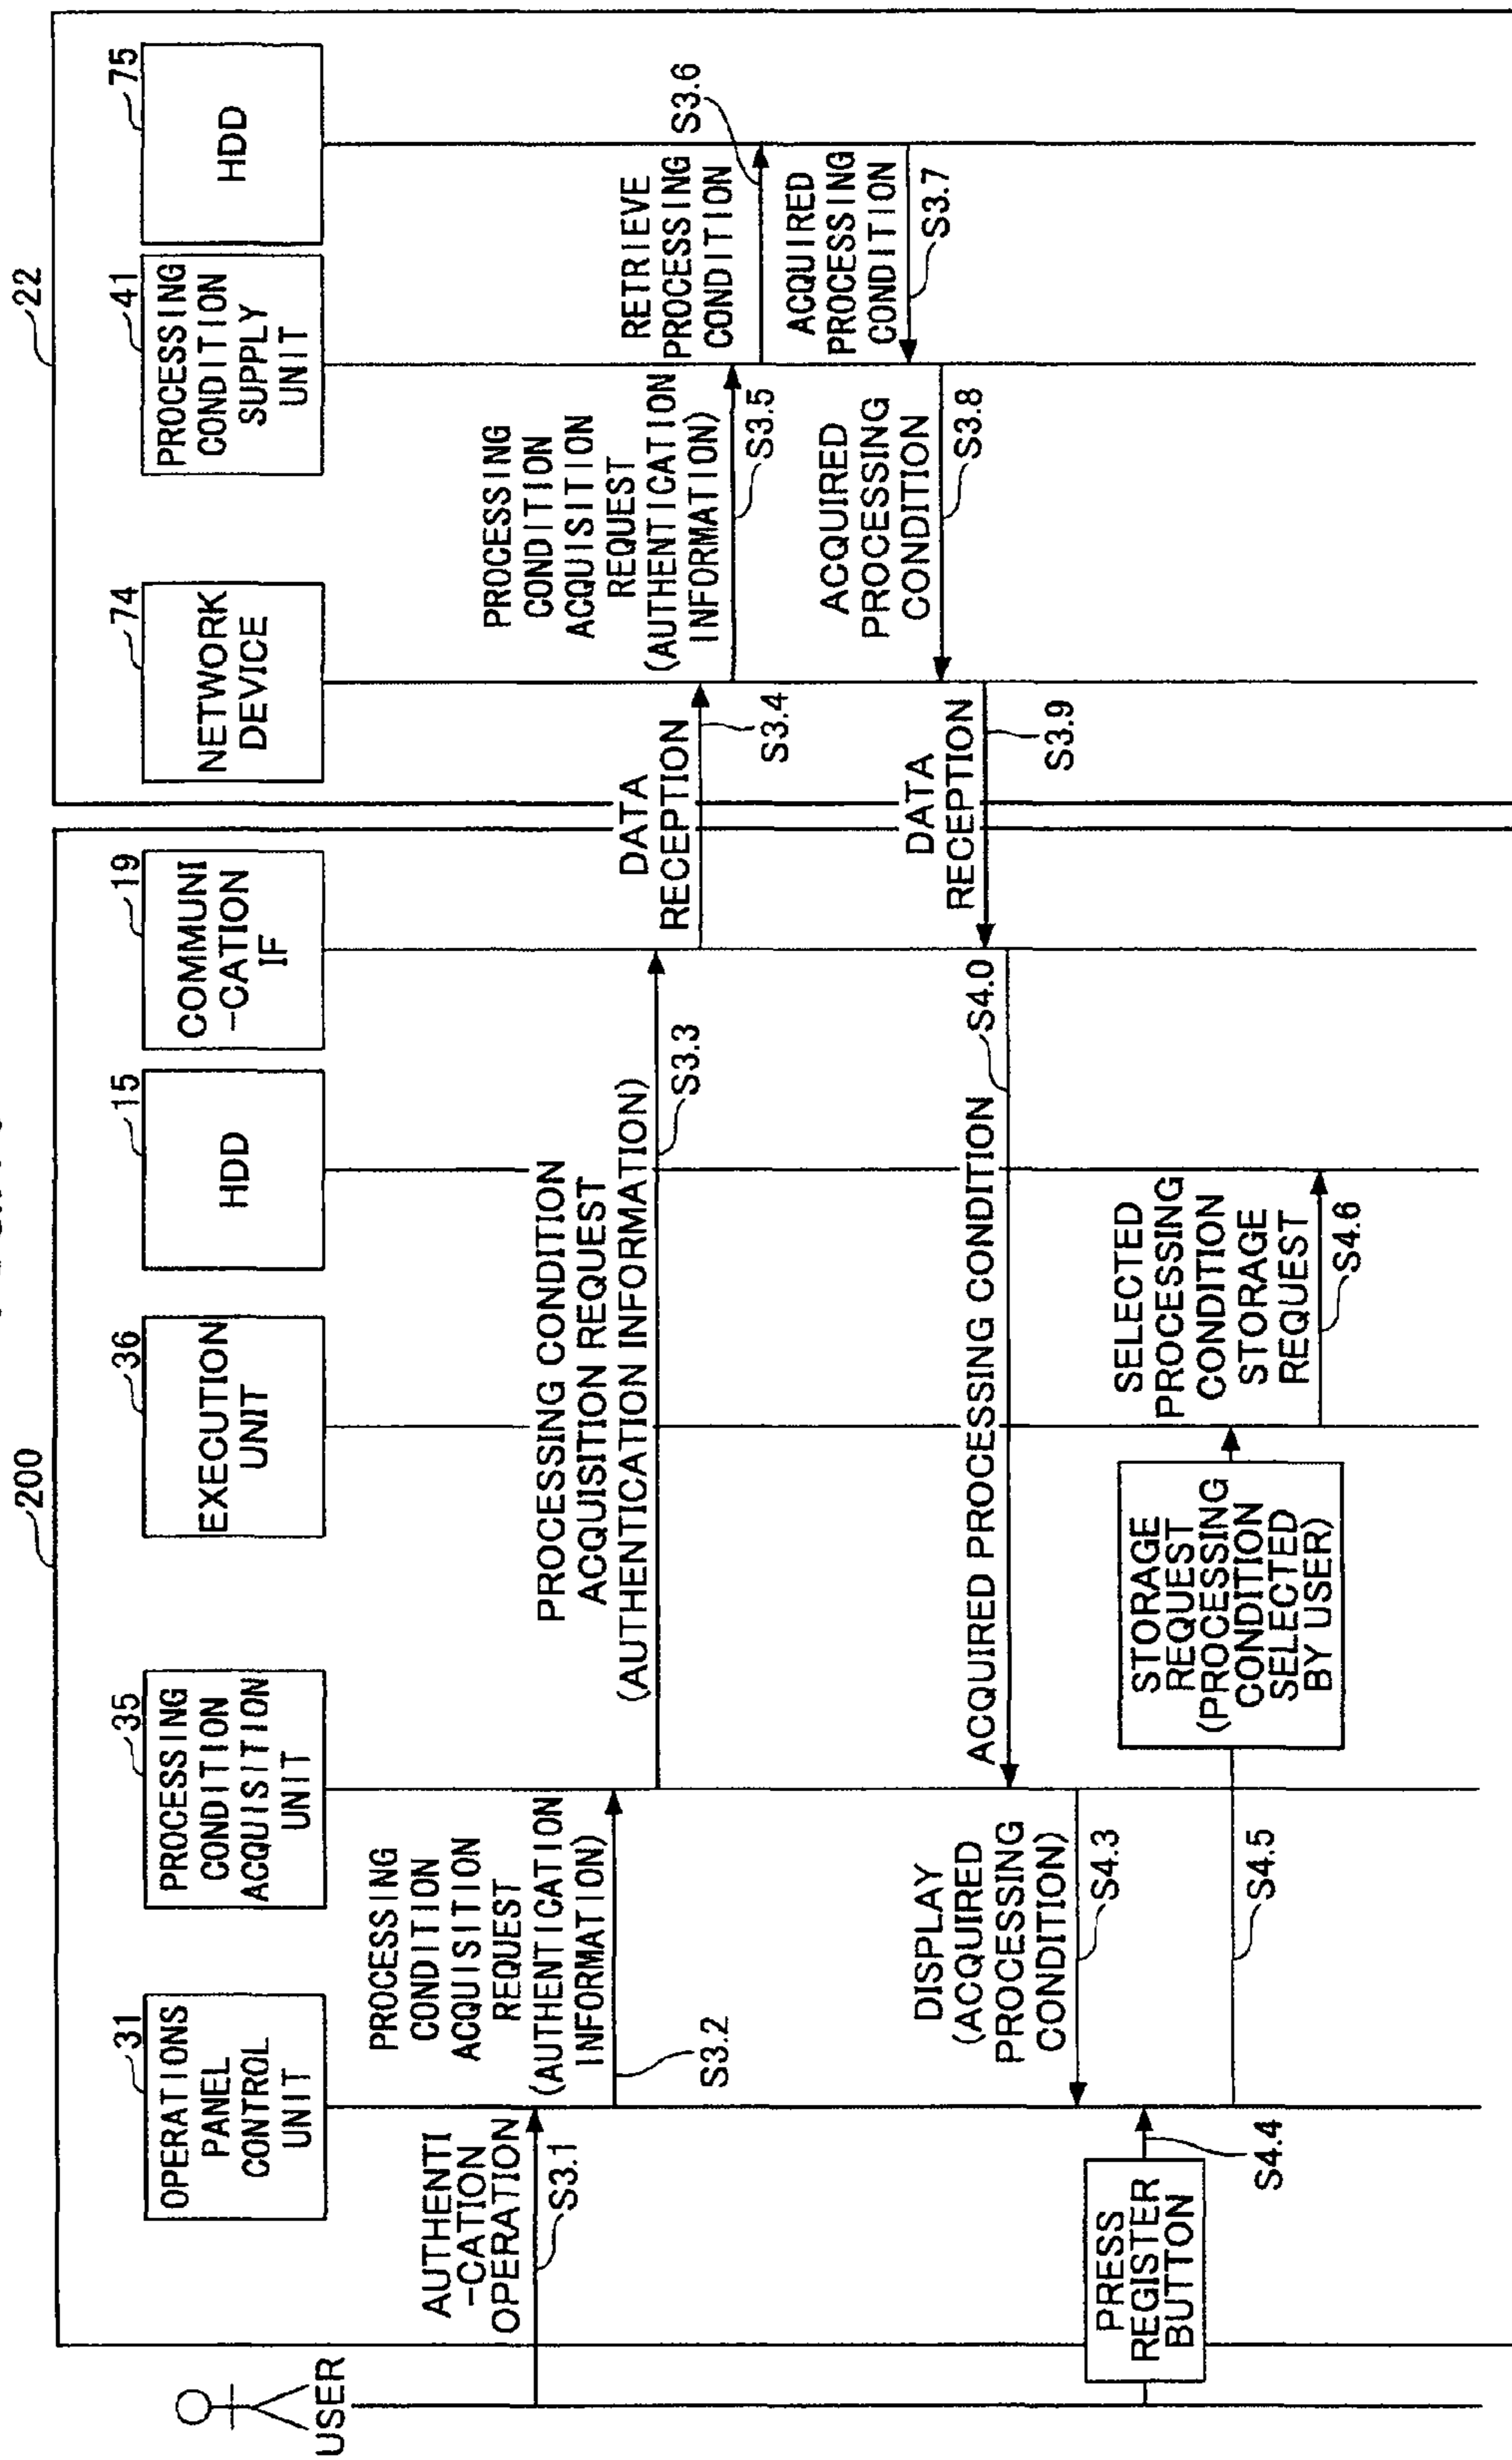 200
22
OPERATIONS
PANEL
CONTROL
UNIT
31
PROCESSING
CONDITION
ACQUISITION
UNIT
35
EXECUTION
UNIT
36
HDD
15
COMMUNI
-CATION
IF
19
NETWORK
DEVICE
74
PROCESSING
CONDITION
SUPPLY
UNIT
41
HDD
75
USER
AUTHENTI
-CATION
OPERATION
S3.1
PROCESSING
CONDITION
ACQUISITION
REQUEST
(AUTHENTICATION
INFORMATION)
S3.2
PROCESSING CONDITION
ACQUISITION REQUEST
(AUTHENTICATION INFORMATION)
S3.3
DATA
RECEPTION
S3.4
PROCESSING
CONDITION
ACQUISITION
REQUEST
(AUTHENTICATION
INFORMATION)
S3.5
RETRIEVE
PROCESSING
CONDITION
S3.6
ACQUIRED
PROCESSING
CONDITION
S3.7
ACQUIRED
PROCESSING
CONDITION
S3.8
DATA
RECEPTION
S3.9
ACQUIRED PROCESSING CONDITION
S4.0
DISPLAY
(ACQUIRED
PROCESSING
CONDITION)
S4.3
PRESS
REGISTER
BUTTON
S4.4
STORAGE
REQUEST
(PROCESSING
CONDITION
SELECTED
BY USER)
S4.5
SELECTED
PROCESSING
CONDITION
STORAGE
REQUEST
S4.6